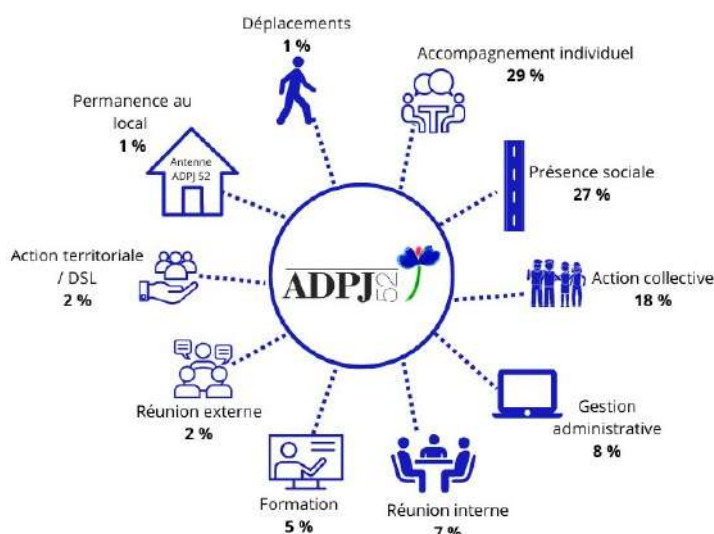 Déplacements
1 %
Accompagnement individuel
29 %
Permanence au
local
1 %
Antenne
ADPJ 52
Présence sociale
27 %
Action territoriale
/ DSL
2 %
ADPJ
52
Action collective
18 %
Réunion externe
2 %
Gestion
administrative
8 %
Formation
5 %
Réunion interne
7 %